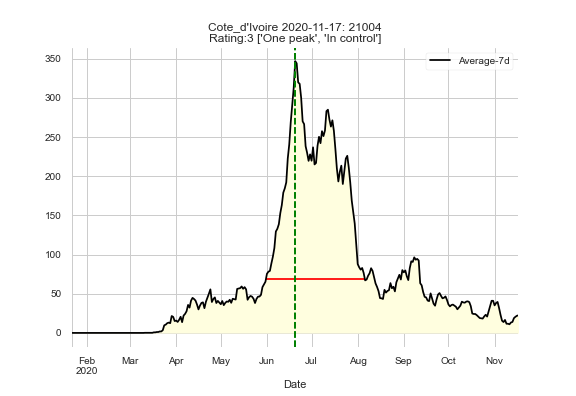 Cote_d'Ivoire 2020-11-17: 21004
Rating:3 ['One peak', 'In control']
Average-7d
350
300
250
200
150
100
50
0
Feb Mar Apr May Jun Jul Aug Sep Oct Nov
2020
Date